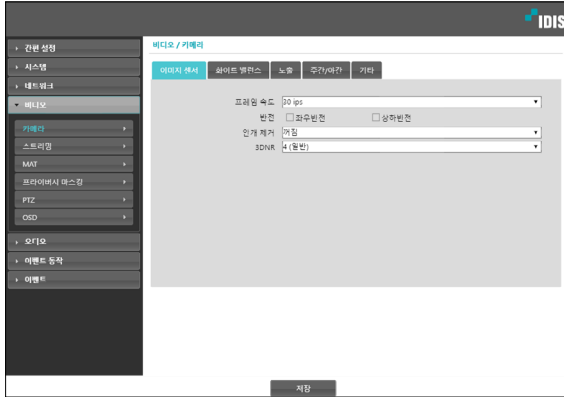 IDIS
간편 설정
시스템
네트워크
비디오
카메라
스트리밍
MAT
프라이버시 마스킹
PTZ
OSD
오디오
이벤트 동작
이벤트
비디오 / 카메라
이미지 센서 화이트 밸런스 노출 주간/야간 기타
프레임 속도 30 ips
반전 좌우반전 상하반전
안개 제거 꺼짐
3DNR 4 (일반)
저장